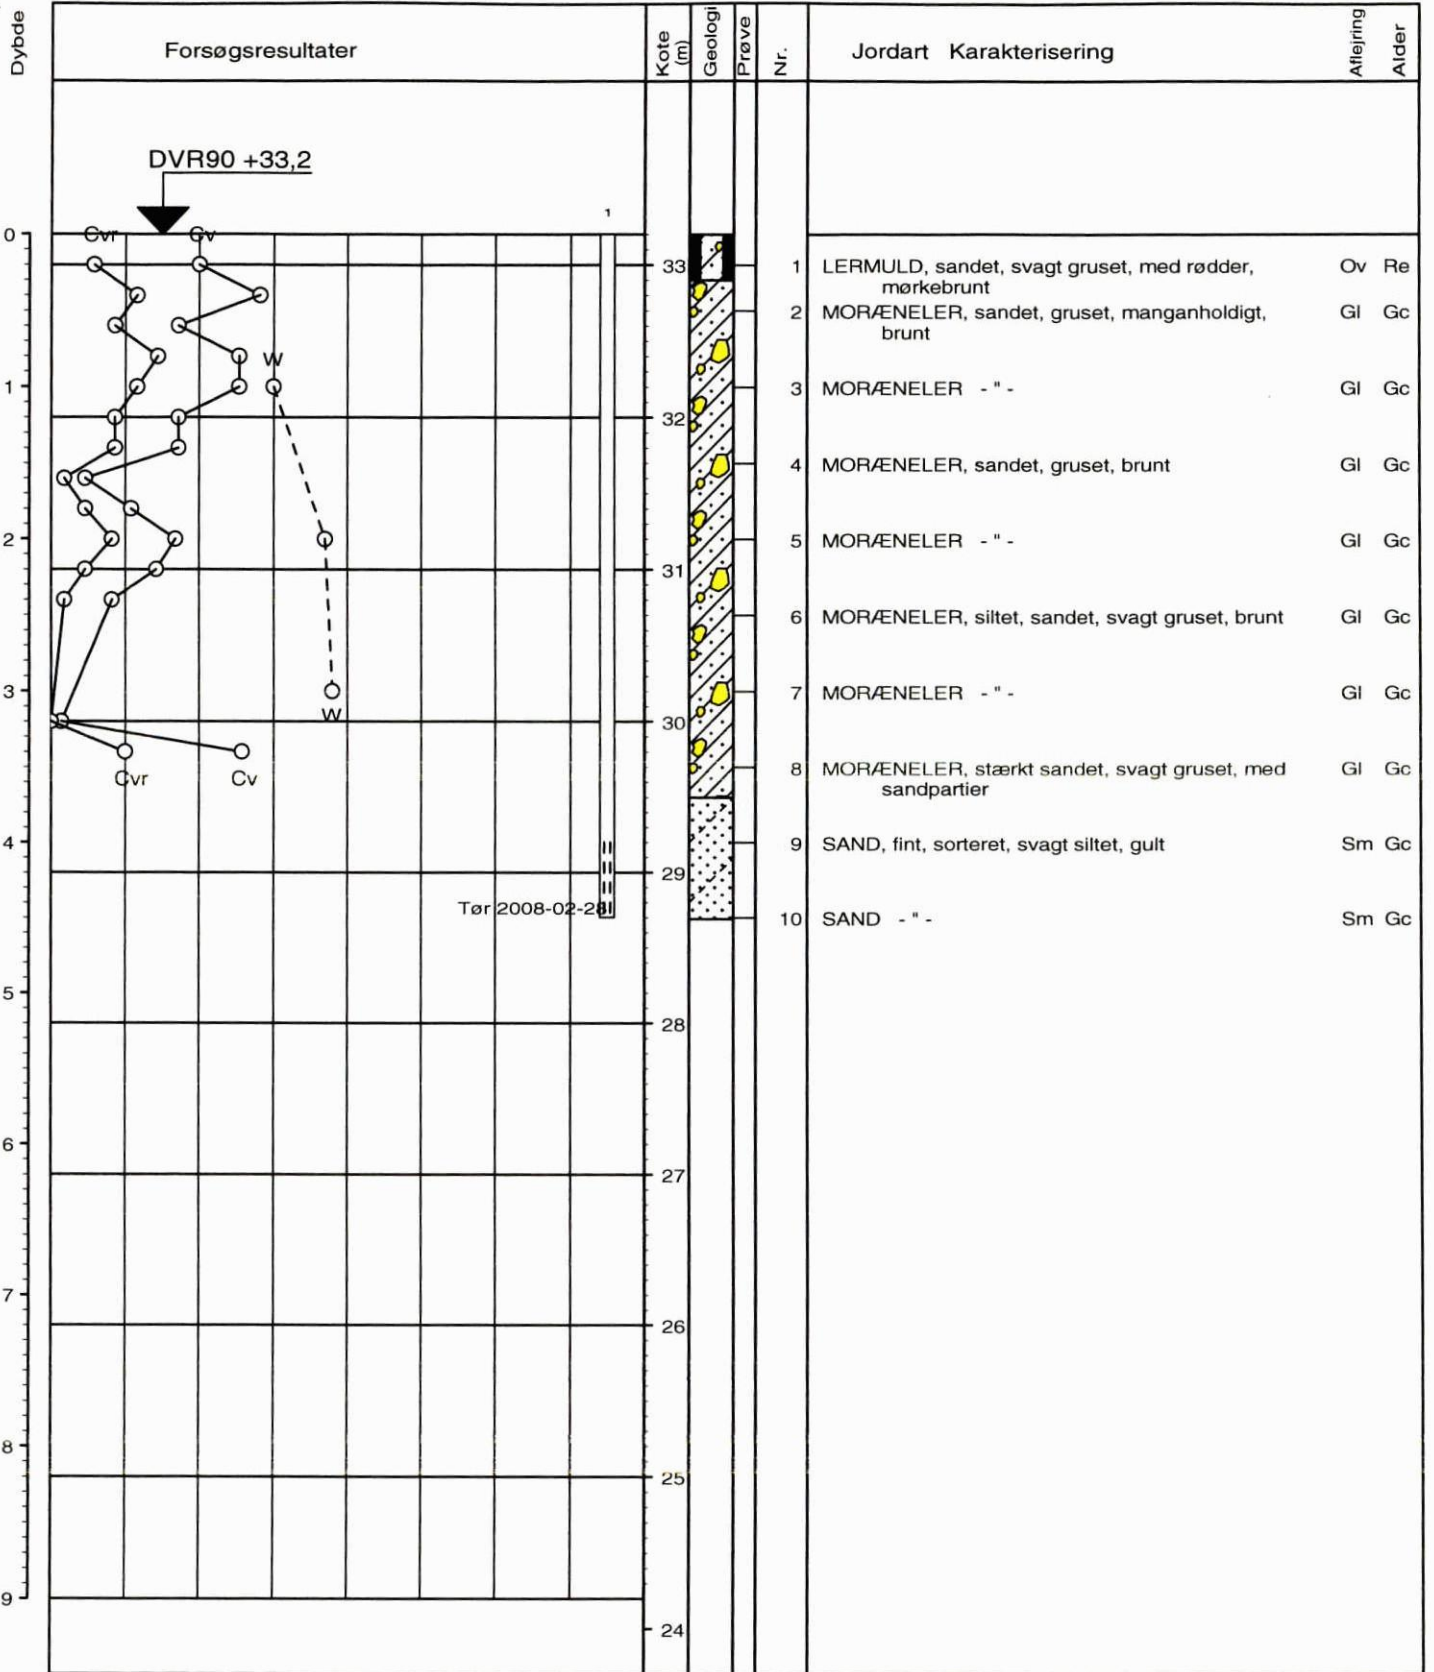 Dybde
Forsøgsresultater
Kote (m)
Geologi
Prøve
Nr.
Jordart Karakterisering
Aflejring
Alder
DVR90 +33,2
1
0
Cvr Cv
33
1 LERMULD, sandet, svagt gruset, med rødder, Ov Re
mørkebrunt
2 MORÆNELER, sandet, gruset, manganholdigt, Gl Gc
brunt
W
1
3 MORÆNELER - " - Gl Gc
32
4 MORÆNELER, sandet, gruset, brunt Gl Gc
2
5 MORÆNELER - " - Gl Gc
31
6 MORÆNELER, siltet, sandet, svagt gruset, brunt Gl Gc
3
7 MORÆNELER - " - Gl Gc
W
30
8 MORÆNELER, stærkt sandet, svagt gruset, med Gl Gc
sandpartier
Cvr Cv
4
9 SAND, fint, sorteret, svagt siltet, gult Sm Gc
29
Tør 2008-02-28
10 SAND - " - Sm Gc
5
28
6
27
7
26
8
25
9
24